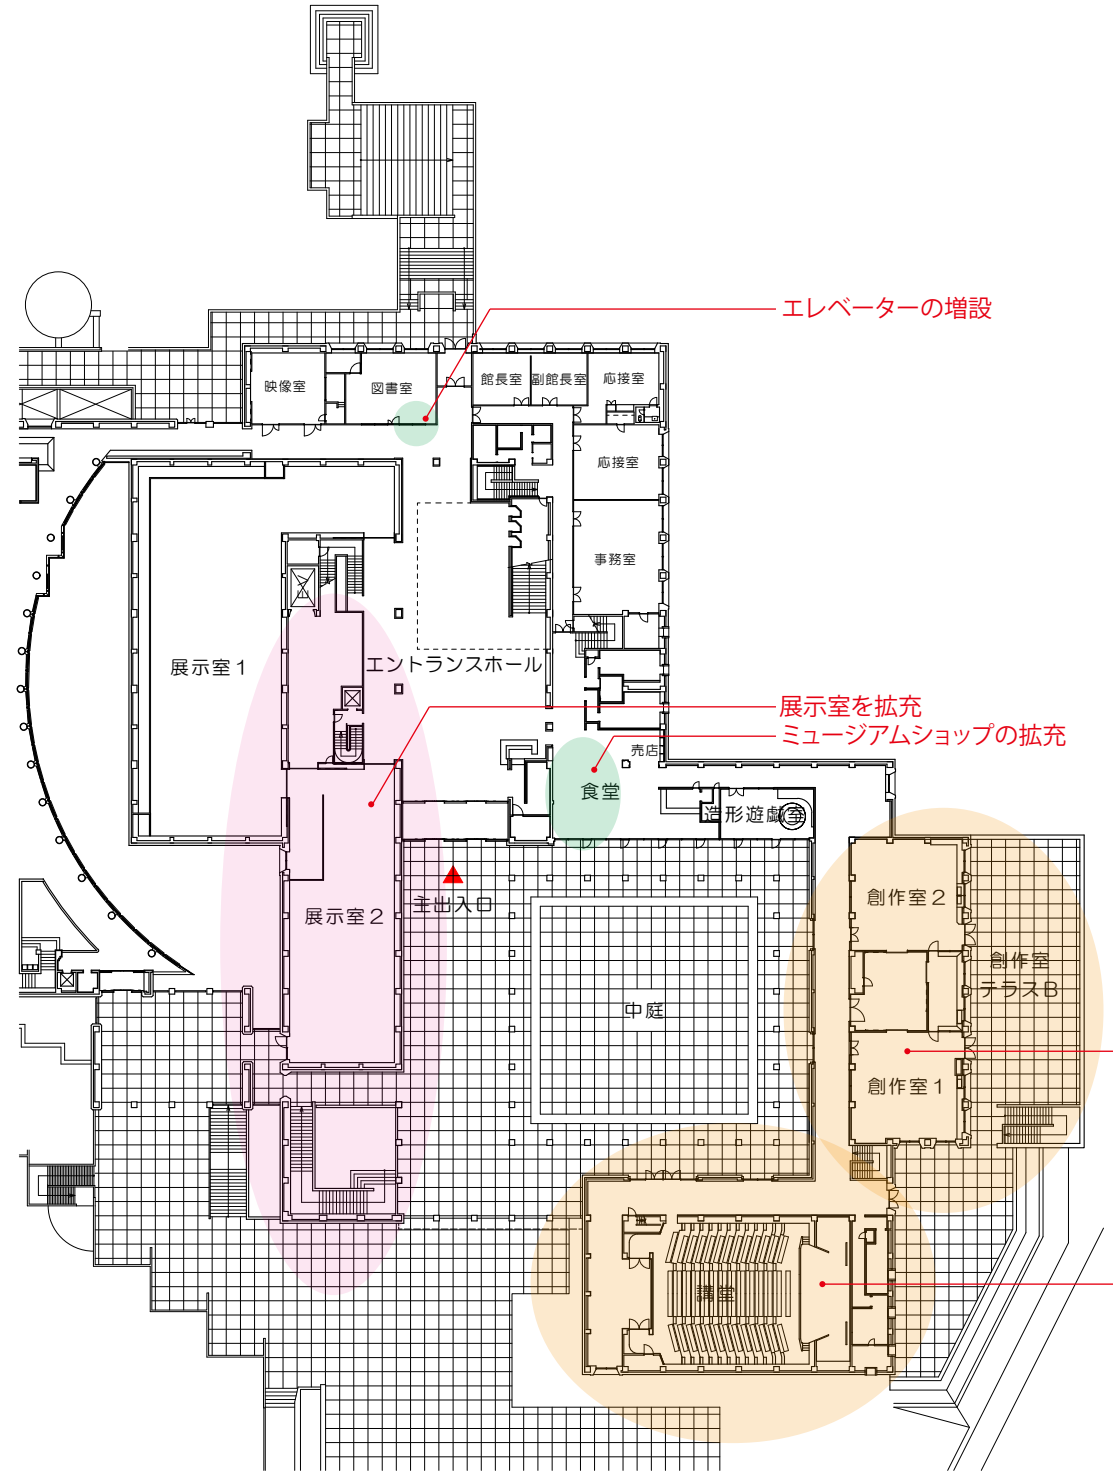 エレベーターの増設
映像室
図書室
館長室
副館長室
応接室
応接室
事務室
EV
展示室1
エントランスホール
展示室を拡充
ミュージアムショップの拡充
売店
食堂
造形遊戯室
主出入口
展示室2
創作室2
創作室
テラスB
中庭
創作室1
講堂